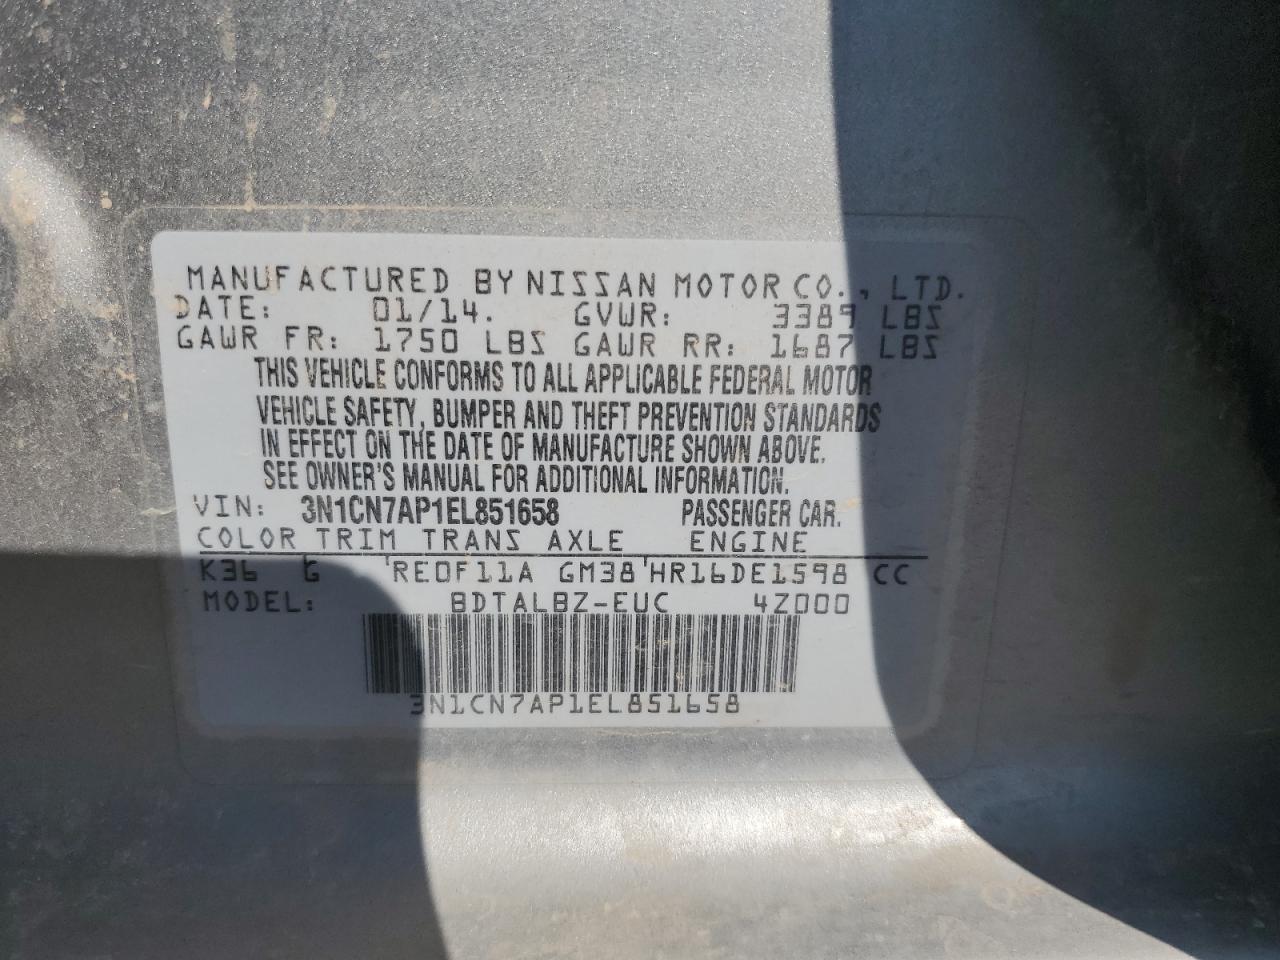 MANUFACTURED BY NISSAN MOTOR CO., LTD.
DATE: 01/14. GVWR: 3389 LBS
GAWR FR: 1750 LBS GAWR RR: 1687 LBS
THIS VEHICLE CONFORMS TO ALL APPLICABLE FEDERAL MOTOR
VEHICLE SAFETY, BUMPER AND THEFT PREVENTION STANDARDS
IN EFFECT ON THE DATE OF MANUFACTURE SHOWN ABOVE.
SEE OWNER'S MANUAL FOR ADDITIONAL INFORMATION.
VIN: 3N1CN7AP1EL851658 PASSENGER CAR.
COLOR TRIM TRANS AXLE ENGINE
K36 G RE0F11A GM38 HR16DE1598 CC
MODEL: BDTALBZ-EUC 4Z000
3N1CN7AP1EL851658